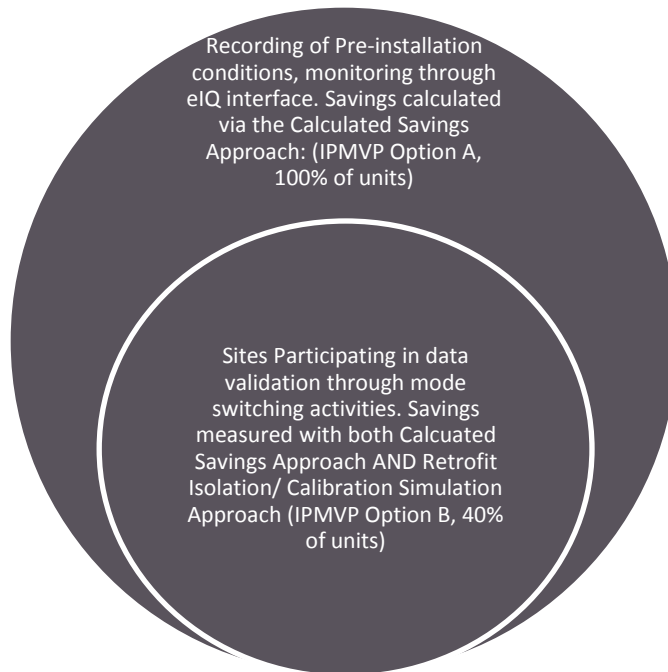 Recording of Pre-installation
conditions, monitoring through
eIQ interface. Savings calculated
via the Calculated Savings
Approach: (IPMVP Option A,
100% of units)
Sites Participating in data
validation through mode
switching activities. Savings
measured with both Calcuated
Savings Approach AND Retrofit
Isolation/ Calibration Simulation
Approach (IPMVP Option B, 40%
of units)